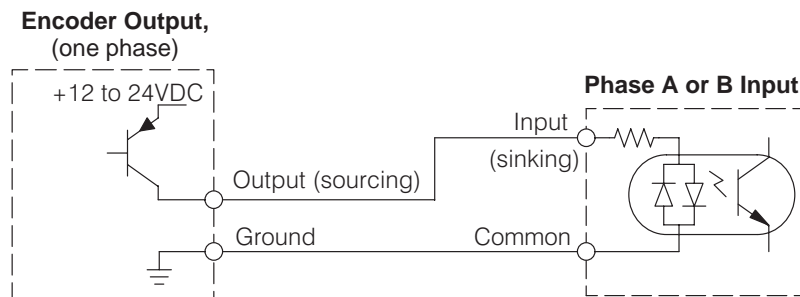 Encoder Output,
(one phase)
+12 to 24VDC
Phase A or B Input
Input
(sinking)
Output (sourcing)
Ground
Common